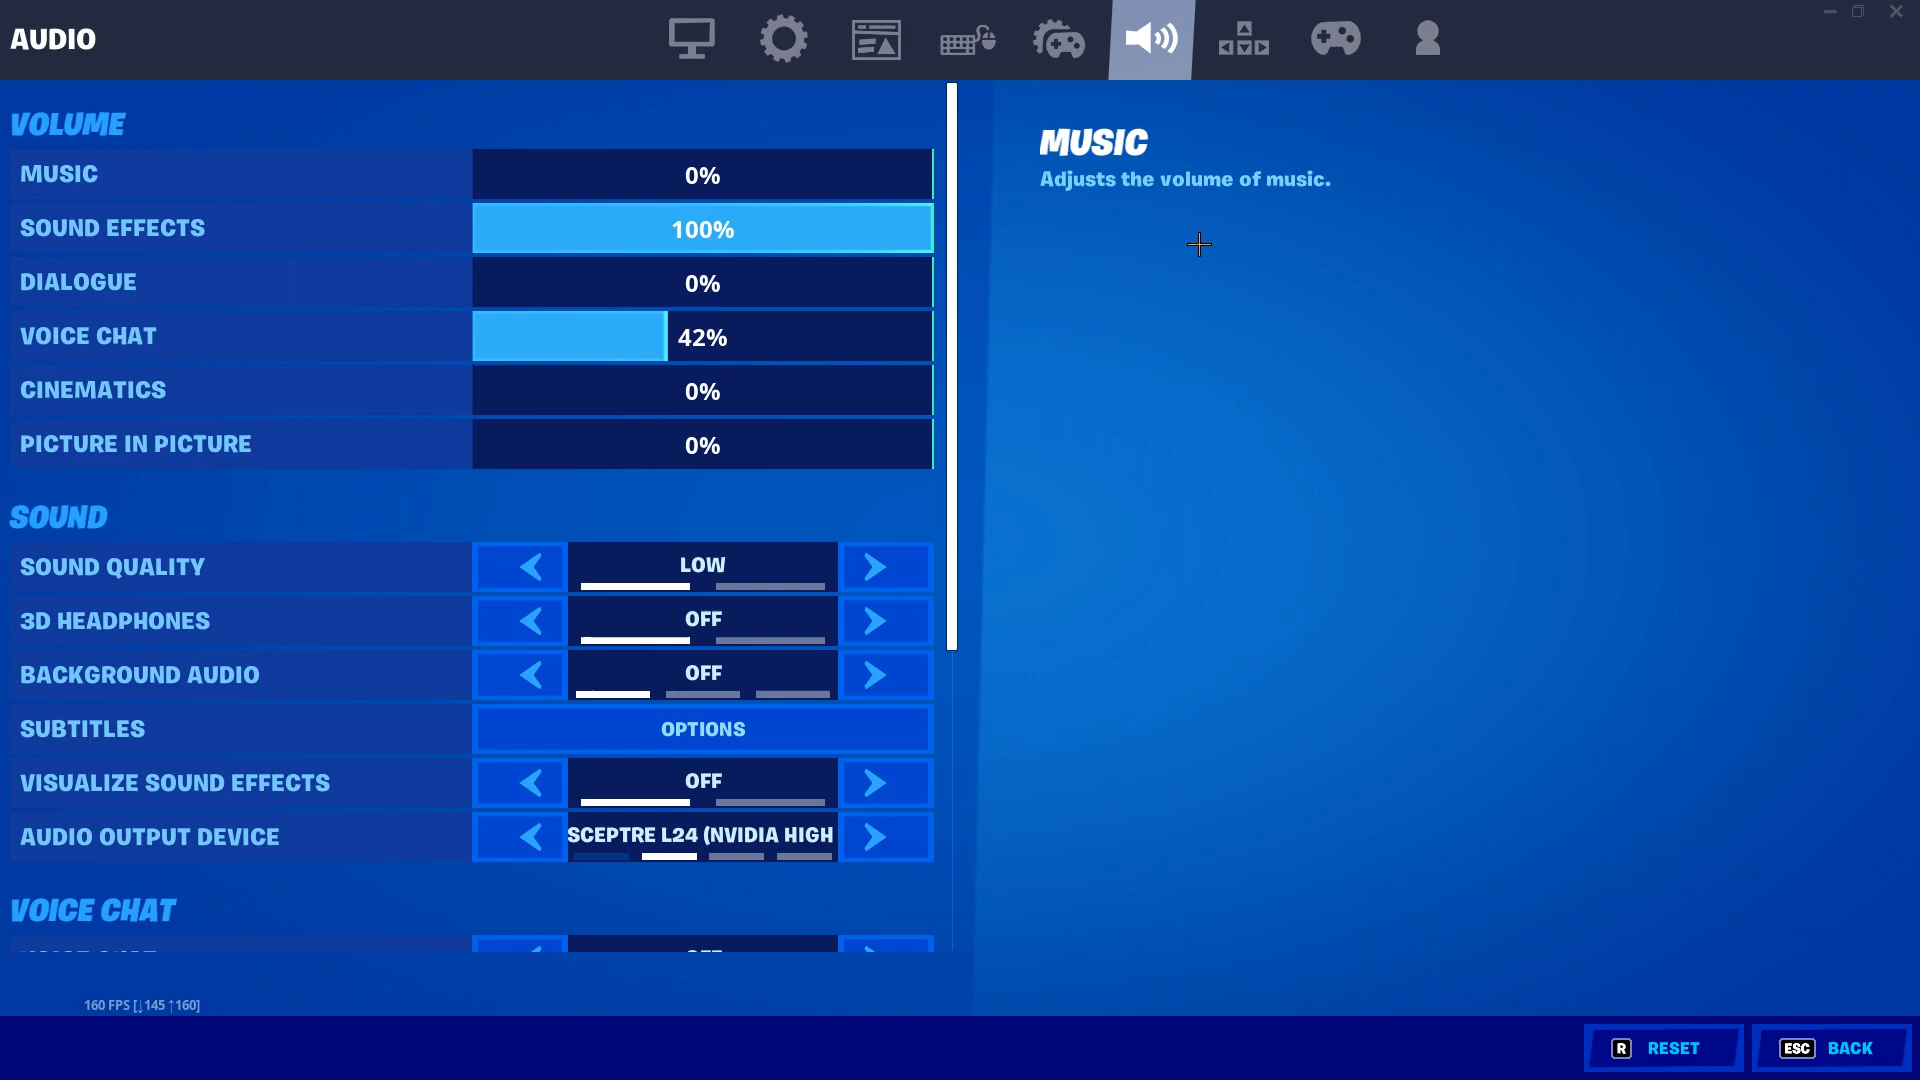 AUDIO
VOLUME
MUSIC 0%
SOUND EFFECTS 100%
DIALOGUE 0%
VOICE CHAT 42%
CINEMATICS 0%
PICTURE IN PICTURE 0%
SOUND
SOUND QUALITY LOW
3D HEADPHONES OFF
BACKGROUND AUDIO OFF
SUBTITLES OPTIONS
VISUALIZE SOUND EFFECTS OFF
AUDIO OUTPUT DEVICE SCEPTRE L24 (NVIDIA HIGH
VOICE CHAT
160 FPS [↓145 ↑160]
MUSIC
Adjusts the volume of music.
R RESET
ESC BACK